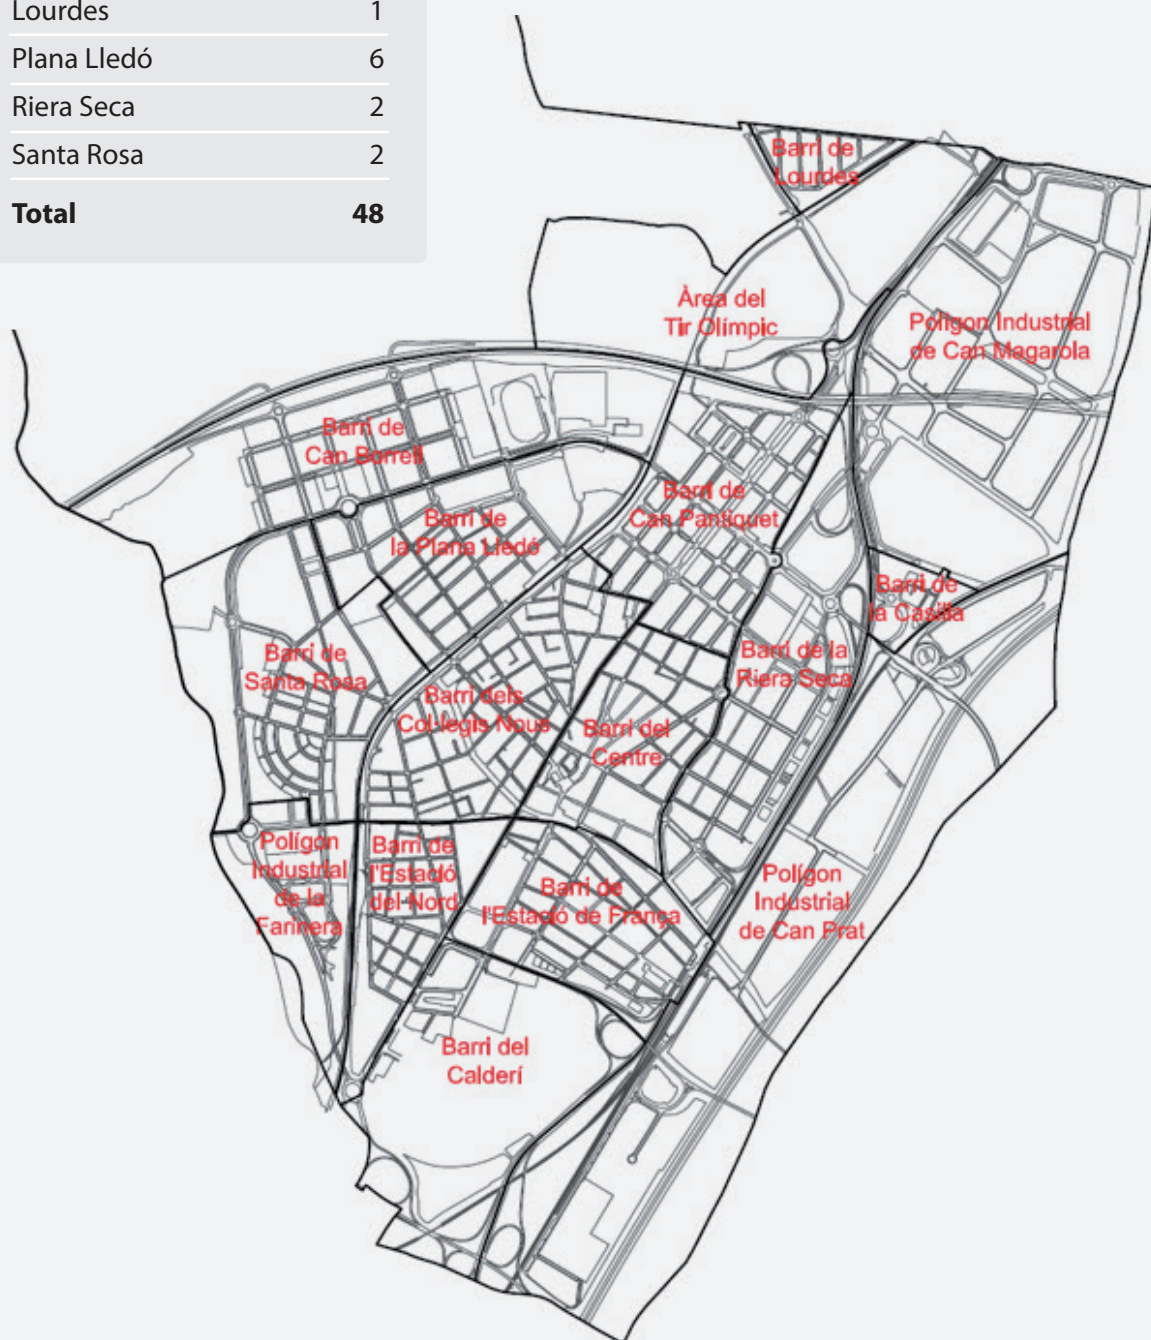 Lourdes 1
Plana Lledó 6
Riera Seca 2
Santa Rosa 2
Total 48
Barri de
Lourdes
Àrea del
Tir Olímpic
Polígon Industrial
de Can Magarola
Barri de
Can Borrell
Barri de
Can Pantiquet
Barri de
la Plana Lledó
Barri de
la Casilla
Barri de
Santa Rosa
Barri de la
Riera Seca
Barri dels
Col·legis Nous
Barri del
Centre
Polígon
Industrial
de la
Farinera
Barri de
l'Estació
del Nord
Barri de
l'Estació de França
Polígon
Industrial
de Can Prat
Barri del
Calderí